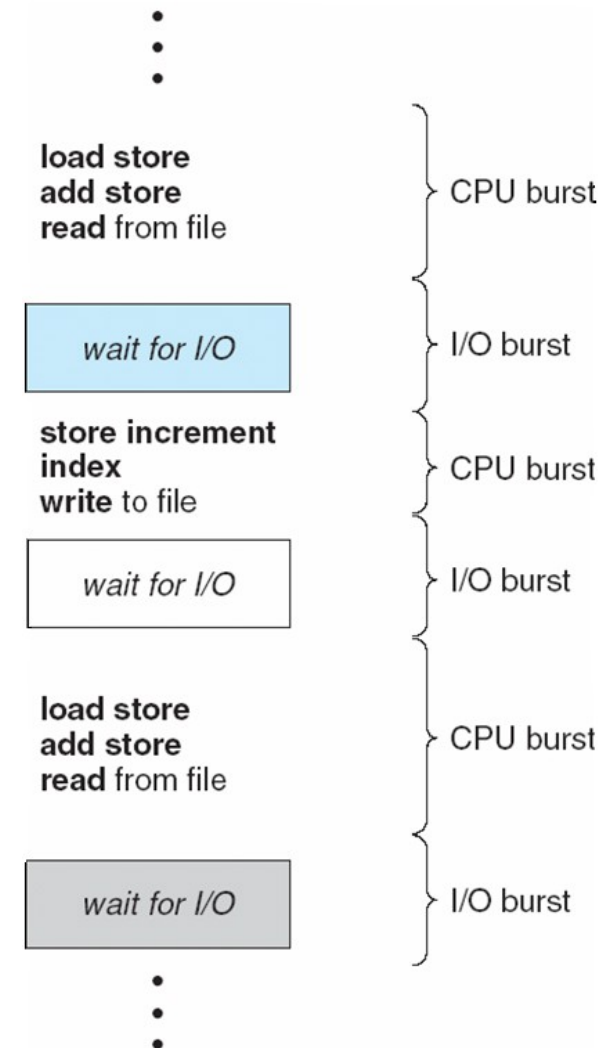 load store
add store
read from file
CPU burst
wait for I/O
I/O burst
store increment
index
write to file
CPU burst
wait for I/O
I/O burst
load store
add store
read from file
CPU burst
wait for I/O
I/O burst